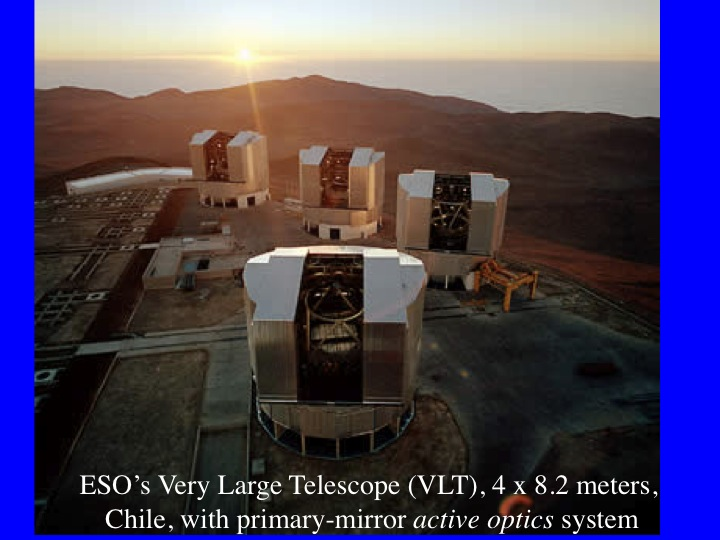 ESO’s Very Large Telescope (VLT), 4 x 8.2 meters,
Chile, with primary-mirror active optics system